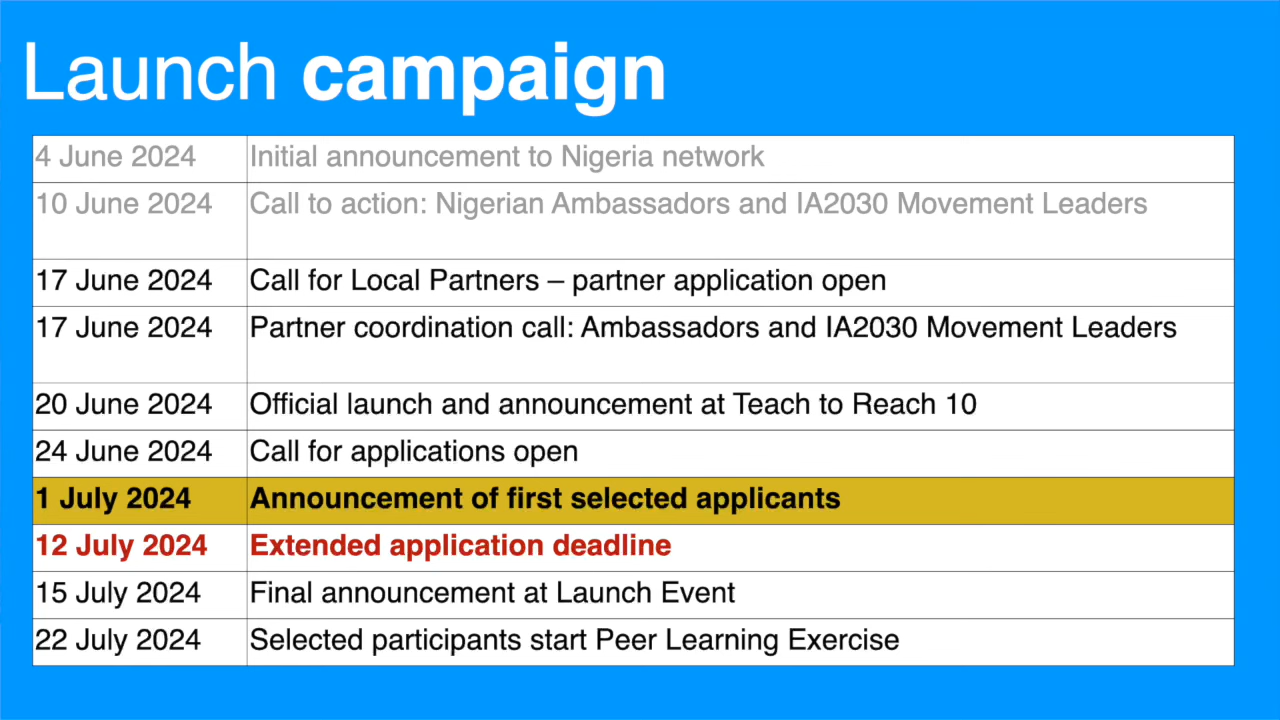 Launch campaign
4 June 2024 Initial announcement to Nigeria network
10 June 2024 Call to action: Nigerian Ambassadors and IA2030 Movement Leaders
17 June 2024 Call for Local Partners – partner application open
17 June 2024 Partner coordination call: Ambassadors and IA2030 Movement Leaders
20 June 2024 Official launch and announcement at Teach to Reach 10
24 June 2024 Call for applications open
1 July 2024 Announcement of first selected applicants
12 July 2024 Extended application deadline
15 July 2024 Final announcement at Launch Event
22 July 2024 Selected participants start Peer Learning Exercise